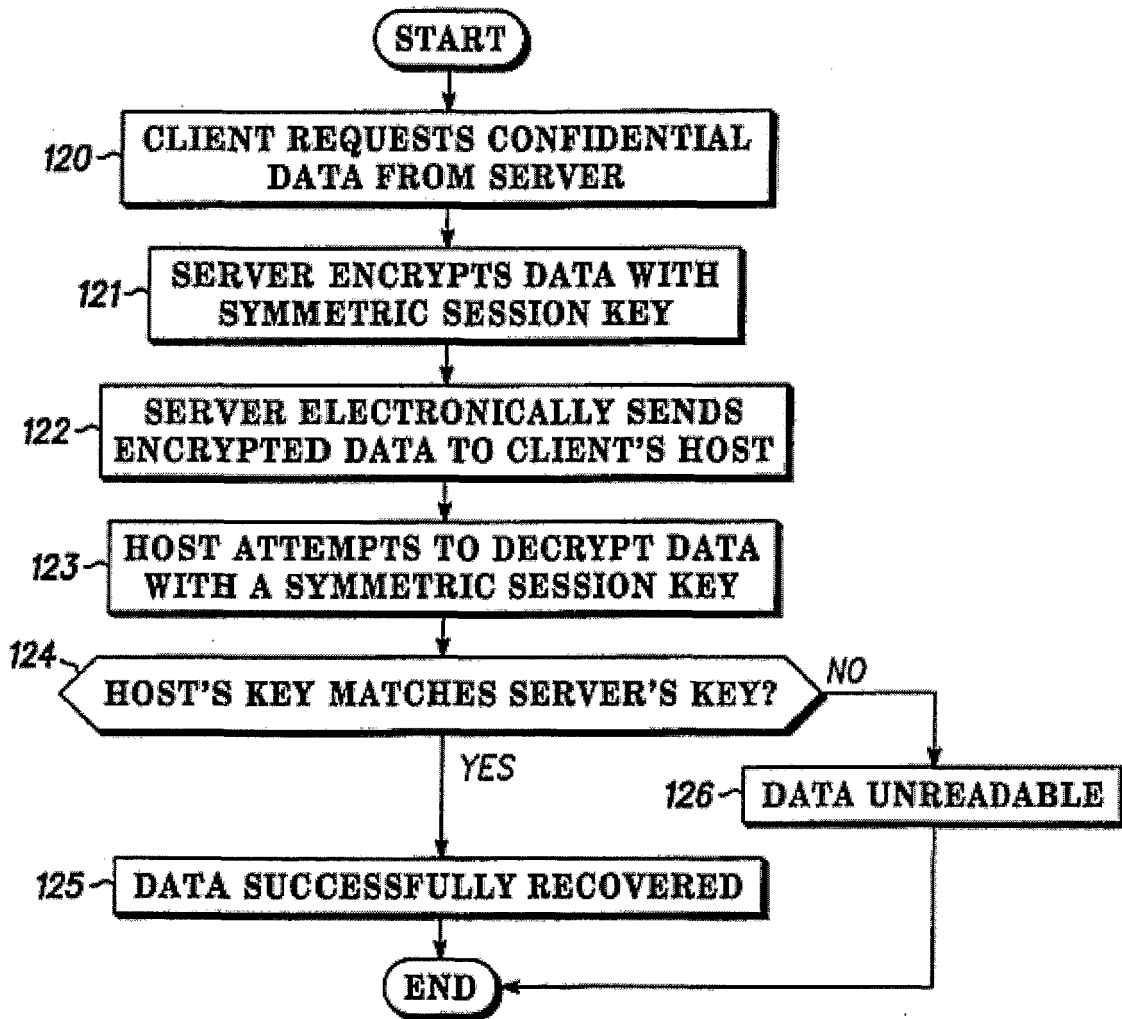 START
120
CLIENT REQUESTS CONFIDENTIAL
DATA FROM SERVER
121
SERVER ENCRYPTS DATA WITH
SYMMETRIC SESSION KEY
122
SERVER ELECTRONICALLY SENDS
ENCRYPTED DATA TO CLIENT'S HOST
123
HOST ATTEMPTS TO DECRYPT DATA
WITH A SYMMETRIC SESSION KEY
124
HOST'S KEY MATCHES SERVER'S KEY?
NO
YES
126
DATA UNREADABLE
125
DATA SUCCESSFULLY RECOVERED
END